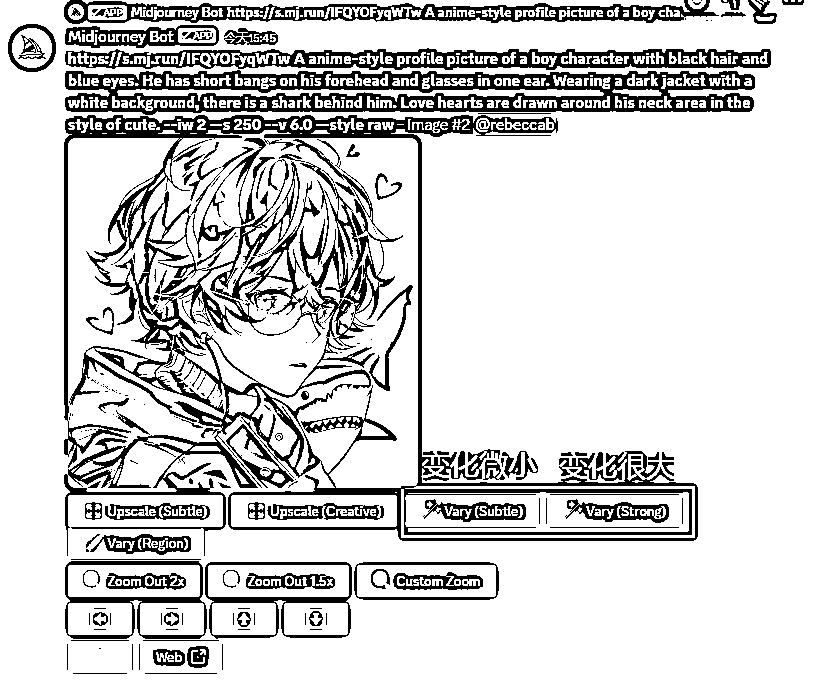 Midjourney Bot https://s.mj.run/IFQYOFyqWTw A anime-style profile picture of a boy cha
Midjourney Bot APP 今天15:45
https://s.mj.run/IFQYOFyqWTw A anime-style profile picture of a boy character with black hair and
blue eyes. He has short bangs on his forehead and glasses in one ear. Wearing a dark jacket with a
white background, there is a shark behind him. Love hearts are drawn around his neck area in the
style of cute. --iw 2 --s 250 --v 6.0 --style raw - Image #2 @rebeccab
变化微小 变化很大
Upscale (Subtle) Upscale (Creative) Vary (Subtle) Vary (Strong)
Vary (Region)
Zoom Out 2x Zoom Out 1.5x Custom Zoom
Web